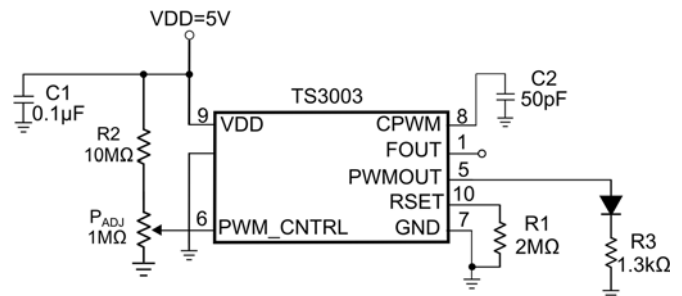 VDD=5V
C1
0.1µF
R2
10MΩ
PADJ
1MΩ
TS3003
9
VDD
6
PWM_CNTRL
CPWM
8
FOUT
1
PWMOUT
5
RSET
10
GND
7
C2
50pF
R1
2MΩ
R3
1.3kΩ